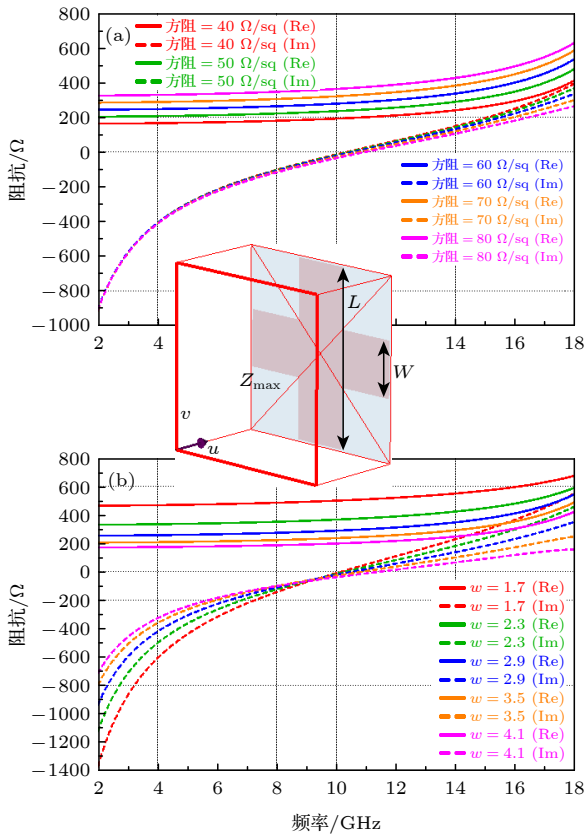 800
600
400
200
0
−200
−400
−600
−800
−1000
阻抗/Ω
(a)
方阻=40 Ω/sq (Re)
方阻=40 Ω/sq (Im)
方阻=50 Ω/sq (Re)
方阻=50 Ω/sq (Im)
方阻=60 Ω/sq (Re)
方阻=60 Ω/sq (Im)
方阻=70 Ω/sq (Re)
方阻=70 Ω/sq (Im)
方阻=80 Ω/sq (Re)
方阻=80 Ω/sq (Im)
2 4 6 8 10 12 14 16 18
L
W
Zmax
v
u
800
600
400
200
0
−200
−400
−600
−800
−1000
−1200
−1400
阻抗/Ω
(b)
w=1.7 (Re)
w=1.7 (Im)
w=2.3 (Re)
w=2.3 (Im)
w=2.9 (Re)
w=2.9 (Im)
w=3.5 (Re)
w=3.5 (Im)
w=4.1 (Re)
w=4.1 (Im)
2 4 6 8 10 12 14 16 18
频率/GHz